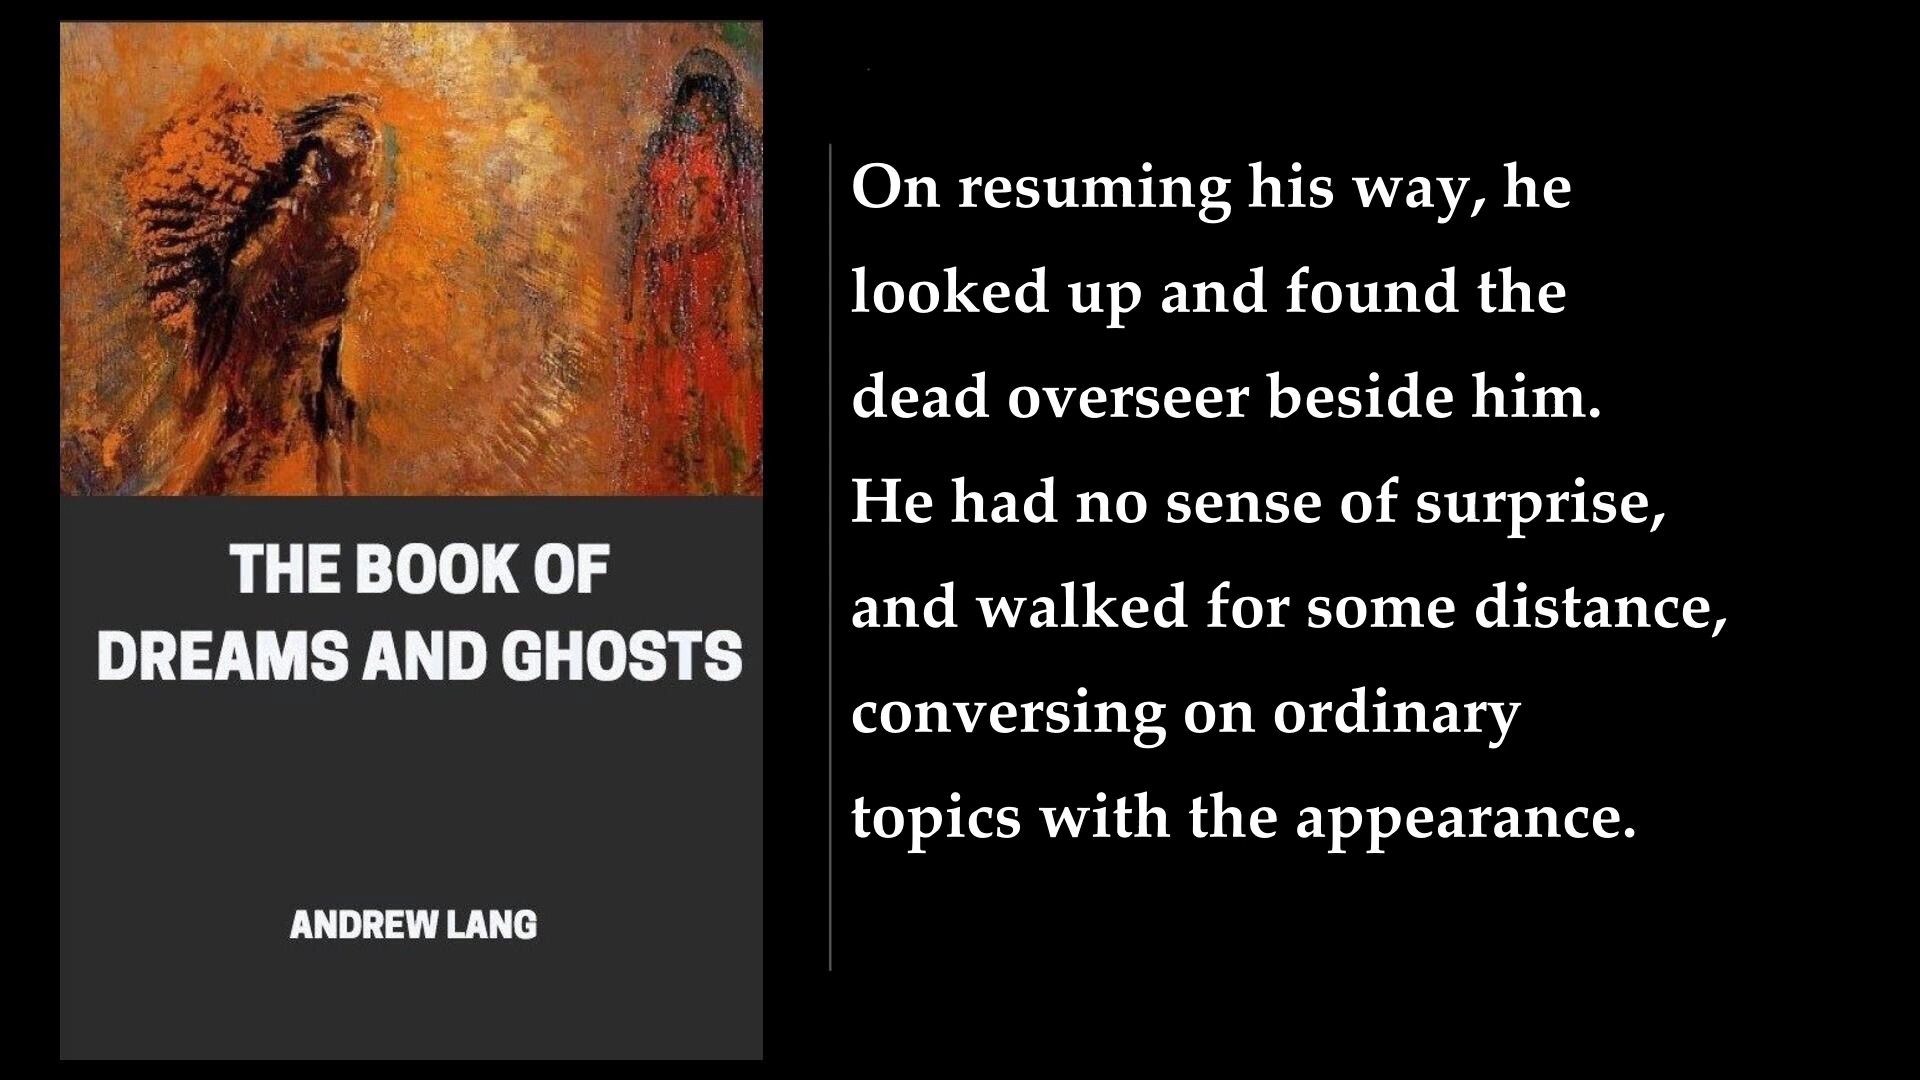 THE BOOK OF
DREAMS AND GHOSTS
ANDREW LANG
On resuming his way, he
looked up and found the
dead overseer beside him.
He had no sense of surprise,
and walked for some distance,
conversing on ordinary
topics with the appearance.